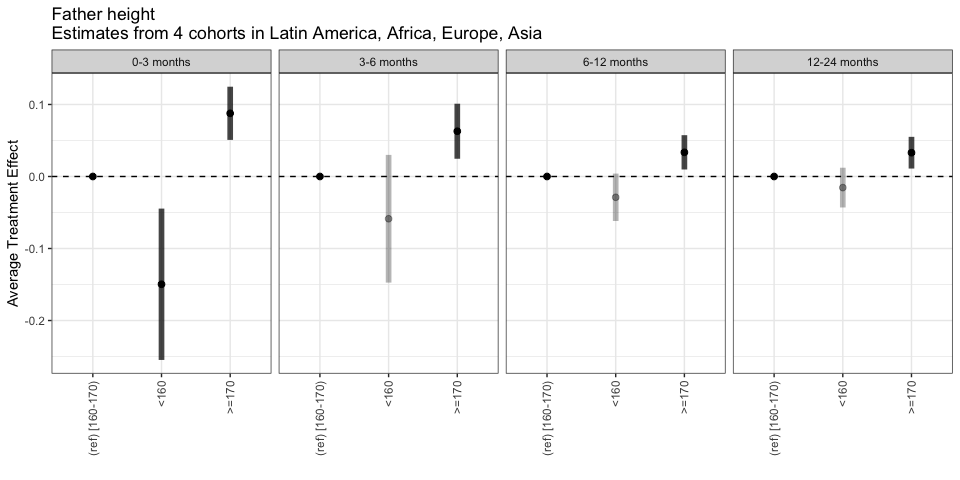 Father height
Estimates from 4 cohorts in Latin America, Africa, Europe, Asia
0-3 months
3-6 months
6-12 months
12-24 months
Average Treatment Effect
0.1
0.0
-0.1
-0.2
(ref) [160-170)
<160
>=170
(ref) [160-170)
<160
>=170
(ref) [160-170)
<160
>=170
(ref) [160-170)
<160
>=170